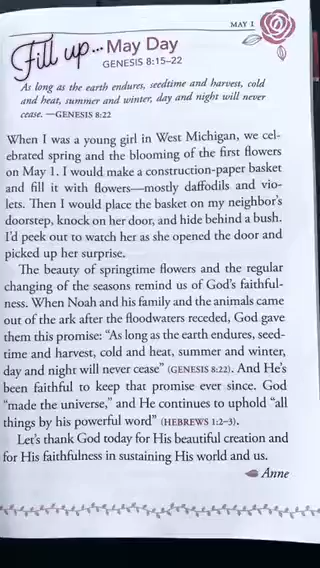 MAY 1
Fill up... May Day
GENESIS 8:15–22
As long as the earth endures, seedtime and harvest, cold
and heat, summer and winter, day and night will never
cease. —GENESIS 8:22
When I was a young girl in West Michigan, we cel-
ebrated spring and the blooming of the first flowers
on May 1. I would make a construction-paper basket
and fill it with flowers—mostly daffodils and vio-
lets. Then I would place the basket on my neighbor's
doorstep, knock on her door, and hide behind a bush.
I'd peek out to watch her as she opened the door and
picked up her surprise.
The beauty of springtime flowers and the regular
changing of the seasons remind us of God's faithful-
ness. When Noah and his family and the animals came
out of the ark after the floodwaters receded, God gave
them this promise: "As long as the earth endures, seed-
time and harvest, cold and heat, summer and winter,
day and night will never cease" (GENESIS 8:22). And He's
been faithful to keep that promise ever since. God
"made the universe," and He continues to uphold "all
things by his powerful word" (HEBREWS 1:2–3).
Let's thank God today for His beautiful creation and
for His faithfulness in sustaining His world and us.
Anne